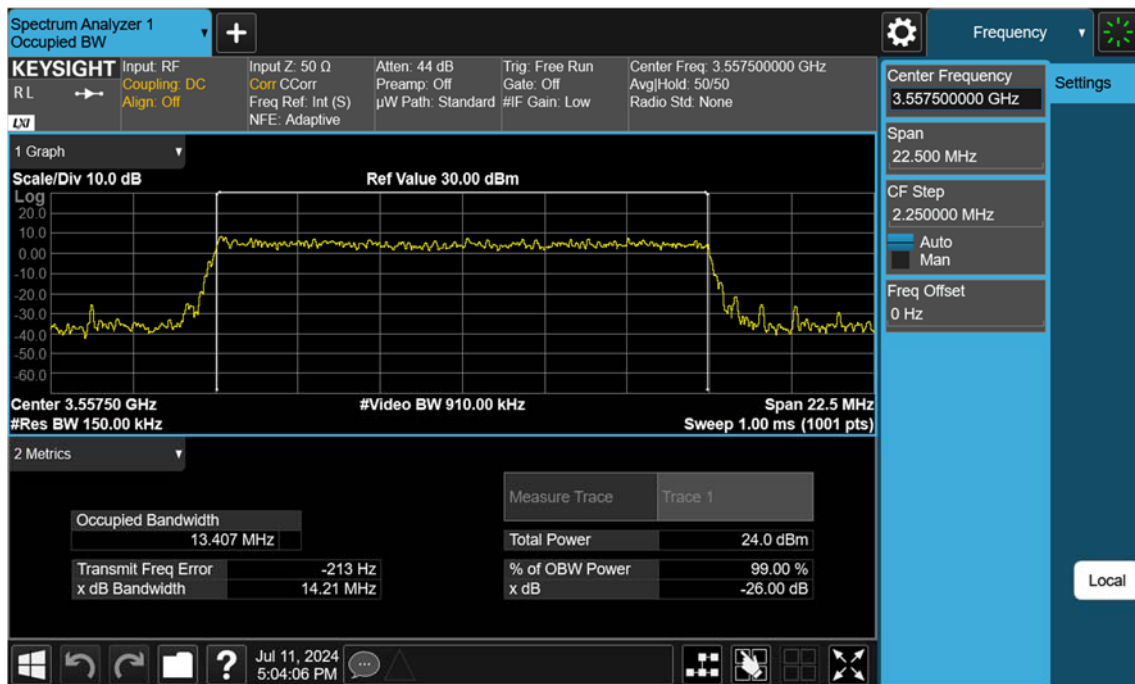 Spectrum Analyzer 1
Occupied BW
+
Frequency
KEYSIGHT
R L
LXI
Input: RF
Coupling: DC
Align: Off
Input Z: 50 Ω
Corr CCorr
Freq Ref: Int (S)
NFE: Adaptive
Atten: 44 dB
Preamp: Off
µW Path: Standard
Trig: Free Run
Gate: Off
#IF Gain: Low
Center Freq: 3.557500000 GHz
Avg|Hold: 50/50
Radio Std: None
Center Frequency
3.557500000 GHz
Settings
Span
22.500 MHz
CF Step
2.250000 MHz
Auto
Man
Freq Offset
0 Hz
1 Graph
Scale/Div 10.0 dB
Ref Value 30.00 dBm
Log
20.0
10.0
0.00
-10.0
-20.0
-30.0
-40.0
-50.0
-60.0
Center 3.55750 GHz
#Video BW 910.00 kHz
Span 22.5 MHz
#Res BW 150.00 kHz
Sweep 1.00 ms (1001 pts)
2 Metrics
Measure Trace
Trace 1
Occupied Bandwidth
13.407 MHz
Total Power
24.0 dBm
Transmit Freq Error
-213 Hz
% of OBW Power
99.00 %
x dB Bandwidth
14.21 MHz
x dB
-26.00 dB
Local
?
Jul 11, 2024
5:04:06 PM